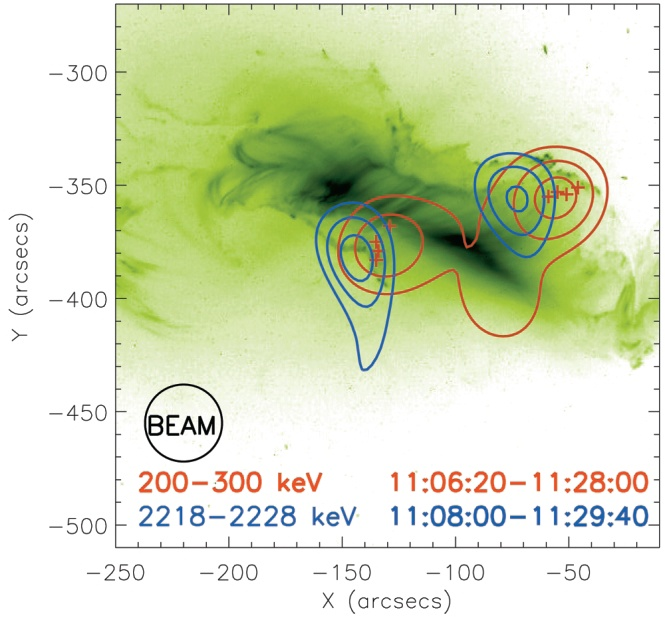 −300
−350
−400
−450
−500
Y (arcsecs)
BEAM
200−300 keV 11:06:20−11:28:00
2218−2228 keV 11:08:00−11:29:40
−250 −200 −150 −100 −50
X (arcsecs)